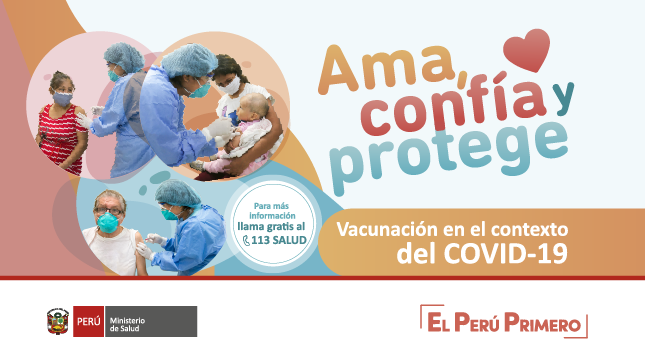 Ama,
confía y
protege
Para más
información
llama gratis al
113 SALUD
Vacunación en el contexto
del COVID-19
PERÚ
Ministerio
de Salud
EL PERÚ PRIMERO